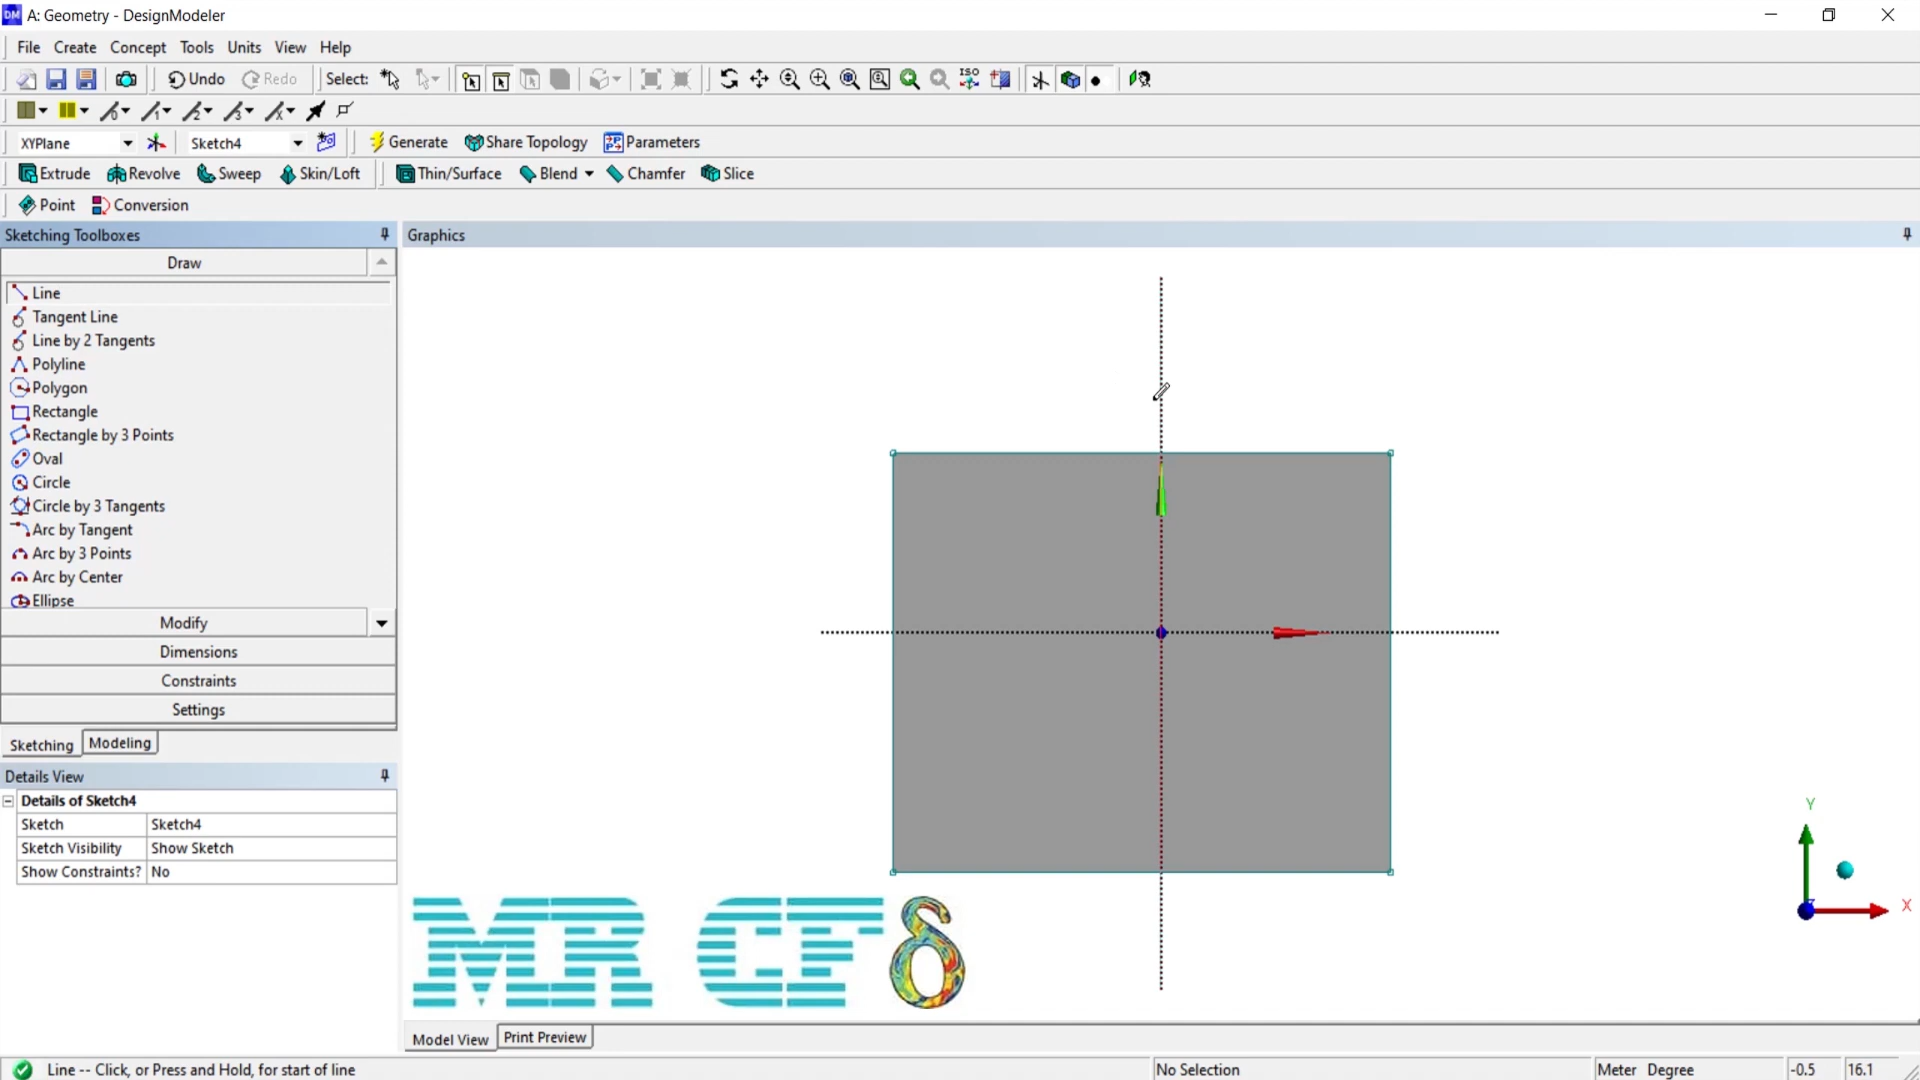 DM A: Geometry - DesignModeler
File Create Concept Tools Units View Help
Undo Redo Select: ISO
XYPlane Sketch4 Generate Share Topology Parameters
Extrude Revolve Sweep Skin/Loft Thin/Surface Blend Chamfer Slice
Point Conversion
Sketching Toolboxes
Graphics
Draw
Line
Tangent Line
Line by 2 Tangents
Polyline
Polygon
Rectangle
Rectangle by 3 Points
Oval
Circle
Circle by 3 Tangents
Arc by Tangent
Arc by 3 Points
Arc by Center
Ellipse
Modify
Dimensions
Constraints
Settings
Sketching Modeling
Details View
Details of Sketch4
Sketch Sketch4
Sketch Visibility Show Sketch
Show Constraints? No
Y
X
MR CFδ
Model View Print Preview
Line -- Click, or Press and Hold, for start of line No Selection Meter Degree -0.5 16.1